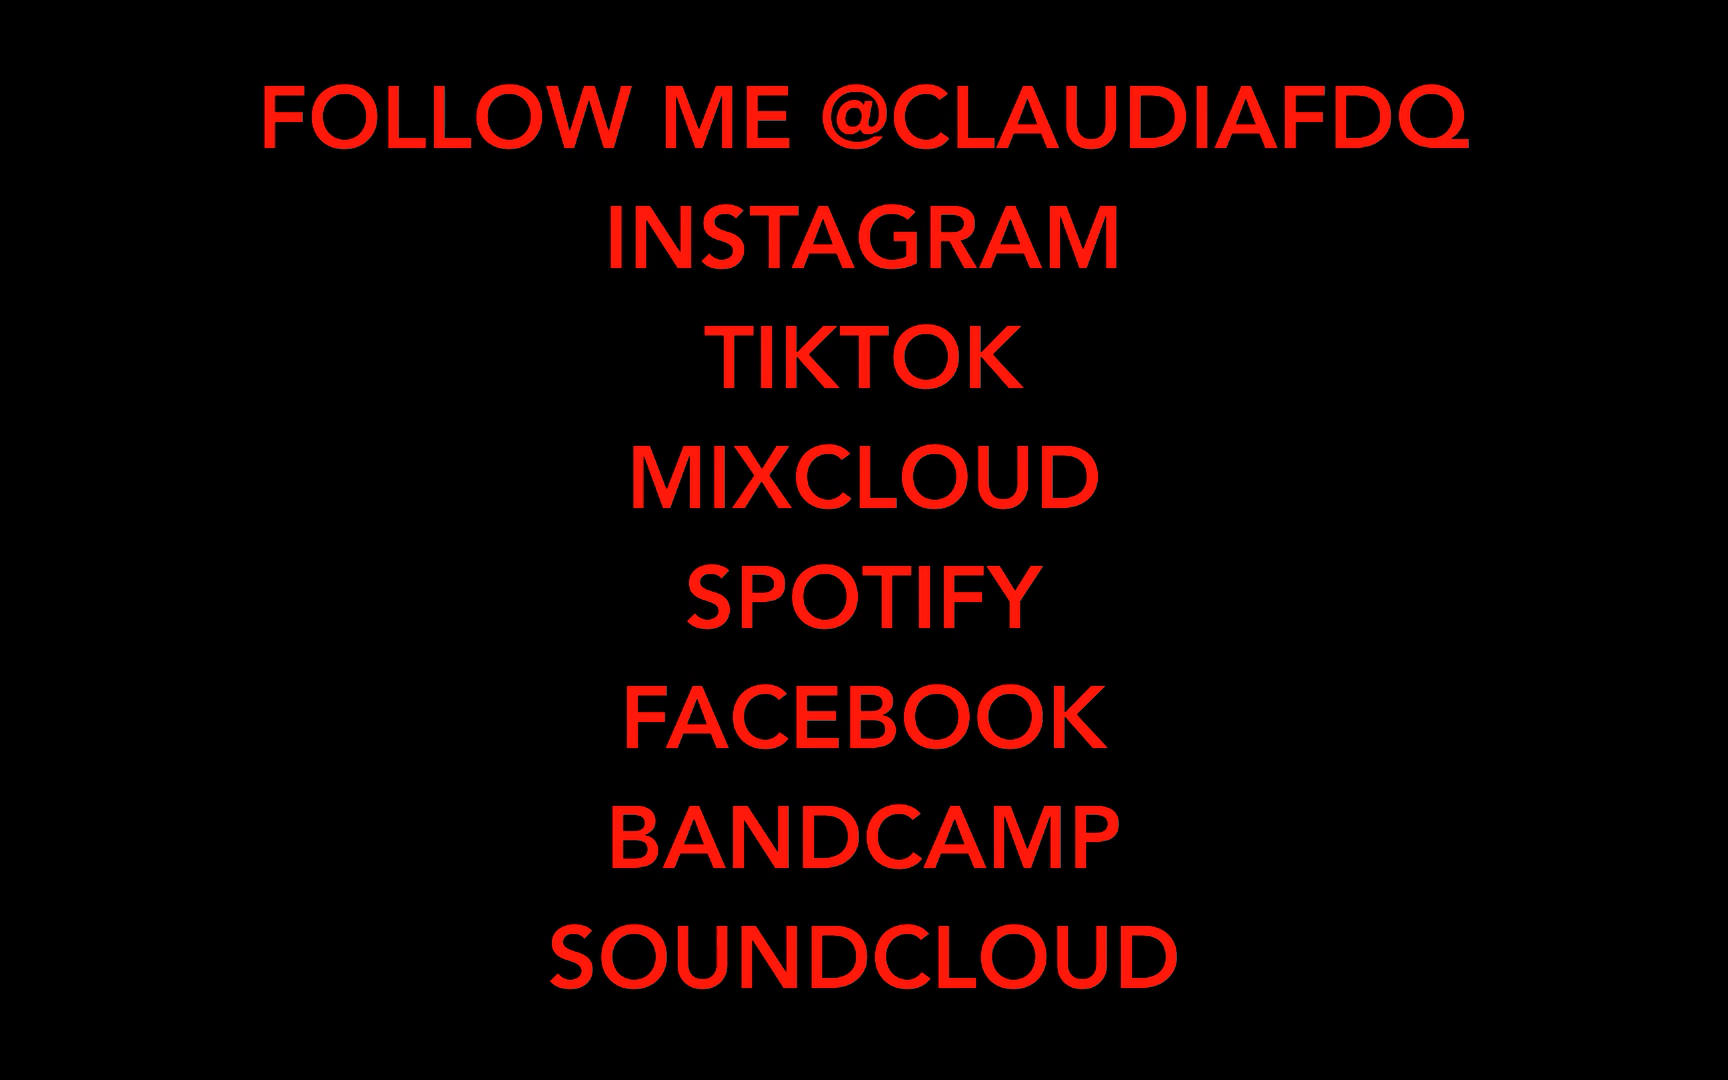 FOLLOW ME @CLAUDIAFDQ
INSTAGRAM
TIKTOK
MIXCLOUD
SPOTIFY
FACEBOOK
BANDCAMP
SOUNDCLOUD